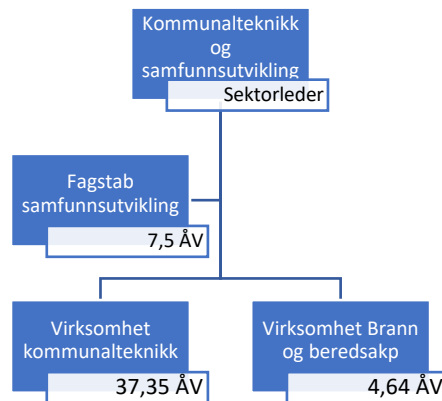 Kommunalteknikk
og
samfunnsutvikling
Sektorleder
Fagstab
samfunnsutvikling
7,5 ÅV
Virksomhet
kommunalteknikk
37,35 ÅV
Virksomhet Brann
og beredsakp
4,64 ÅV